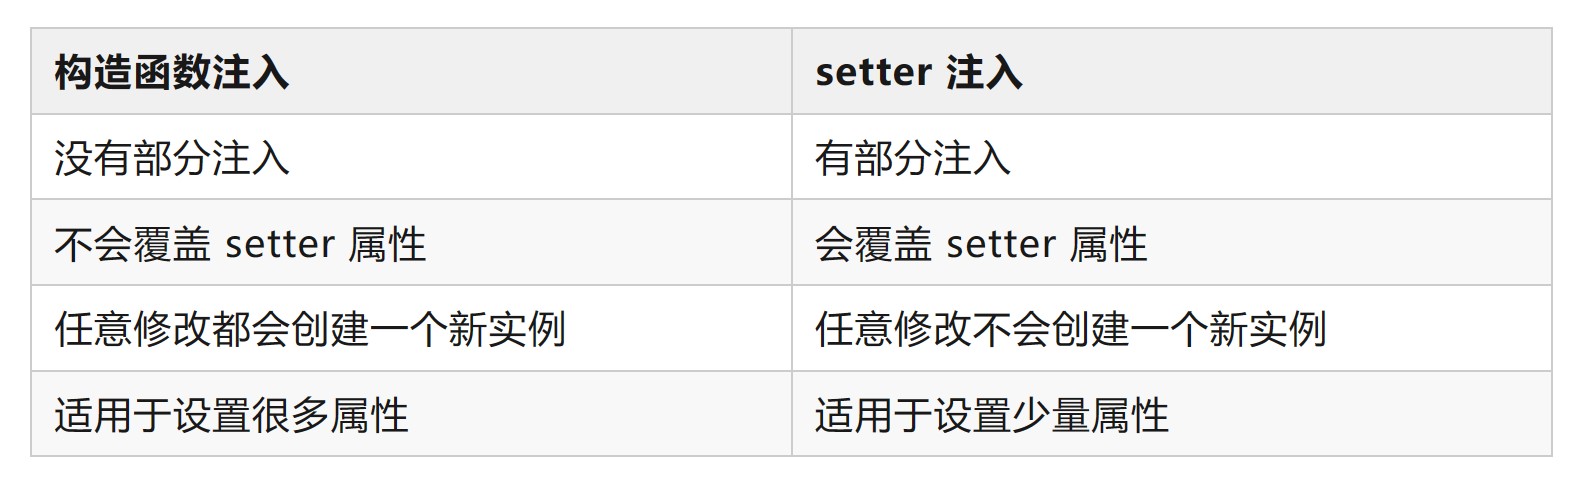 构造函数注入 setter 注入
没有部分注入 有部分注入
不会覆盖 setter 属性 会覆盖 setter 属性
任意修改都会创建一个新实例 任意修改不会创建一个新实例
适用于设置很多属性 适用于设置少量属性